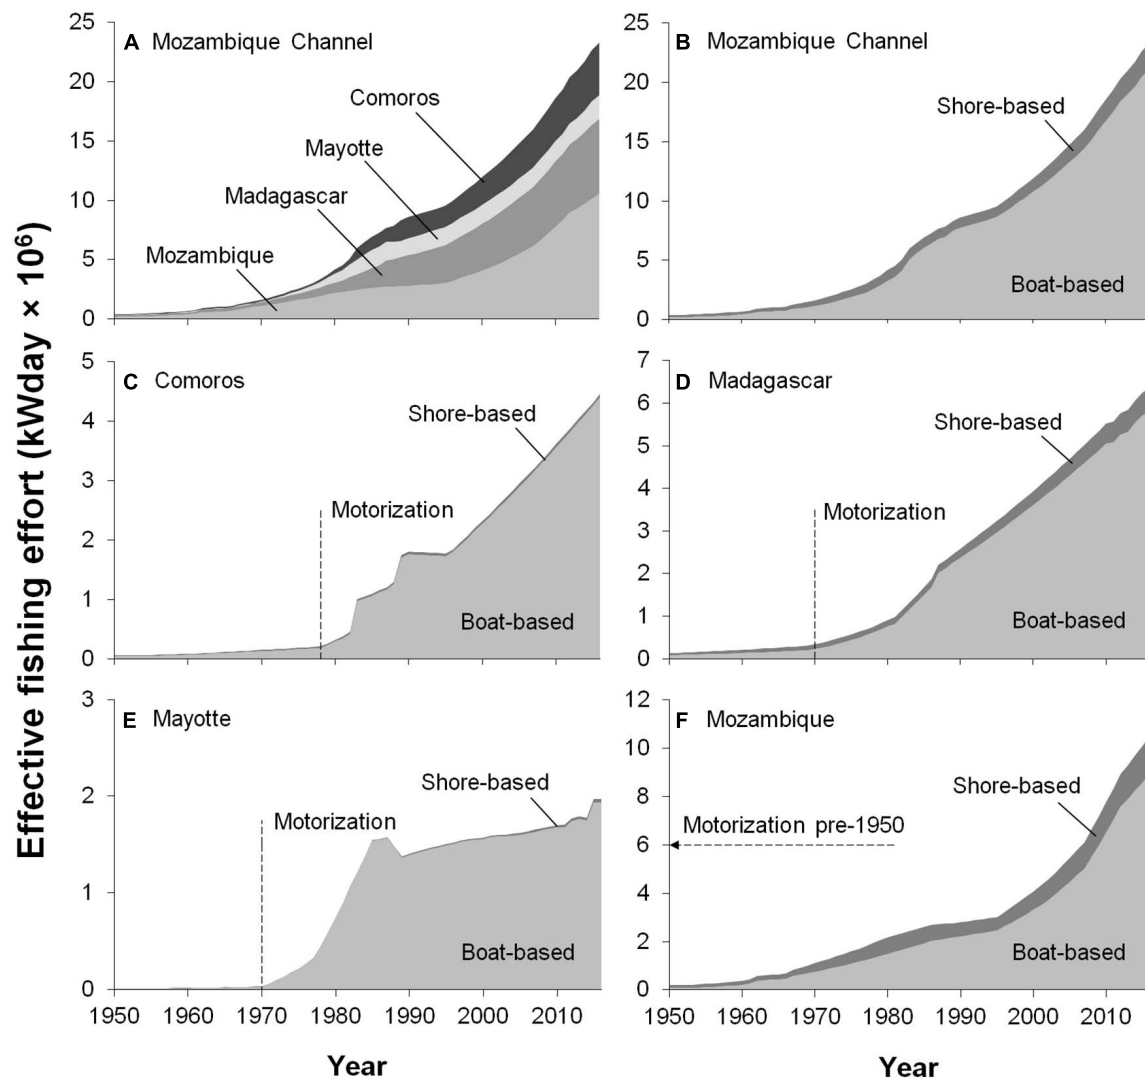 Effective fishing effort (kWday × 10⁶)
A Mozambique Channel
25
20
15
10
5
0
Comoros
Mayotte
Madagascar
Mozambique
B Mozambique Channel
25
20
15
10
5
0
Shore-based
Boat-based
C Comoros
5
4
3
2
1
0
Shore-based
Motorization
Boat-based
D Madagascar
7
6
5
4
3
2
1
0
Shore-based
Motorization
Boat-based
E Mayotte
3
2
1
0
Shore-based
Motorization
Boat-based
1950 1960 1970 1980 1990 2000 2010
Year
F Mozambique
12
10
8
6
4
2
0
Shore-based
Motorization pre-1950
Boat-based
1950 1960 1970 1980 1990 2000 2010
Year